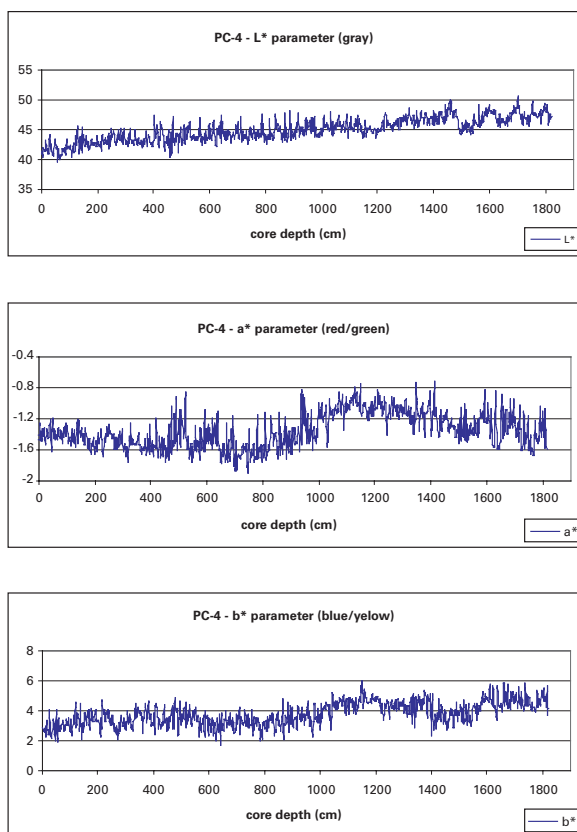 PC-4 - L* parameter (gray)
55
50
45
40
35
0 200 400 600 800 1000 1200 1400 1600 1800
core depth (cm)
L*
PC-4 - a* parameter (red/green)
-0.4
-0.8
-1.2
-1.6
-2
0 200 400 600 800 1000 1200 1400 1600 1800
core depth (cm)
a*
PC-4 - b* parameter (blue/yelow)
8
6
4
2
0
0 200 400 600 800 1000 1200 1400 1600 1800
core depth (cm)
b*